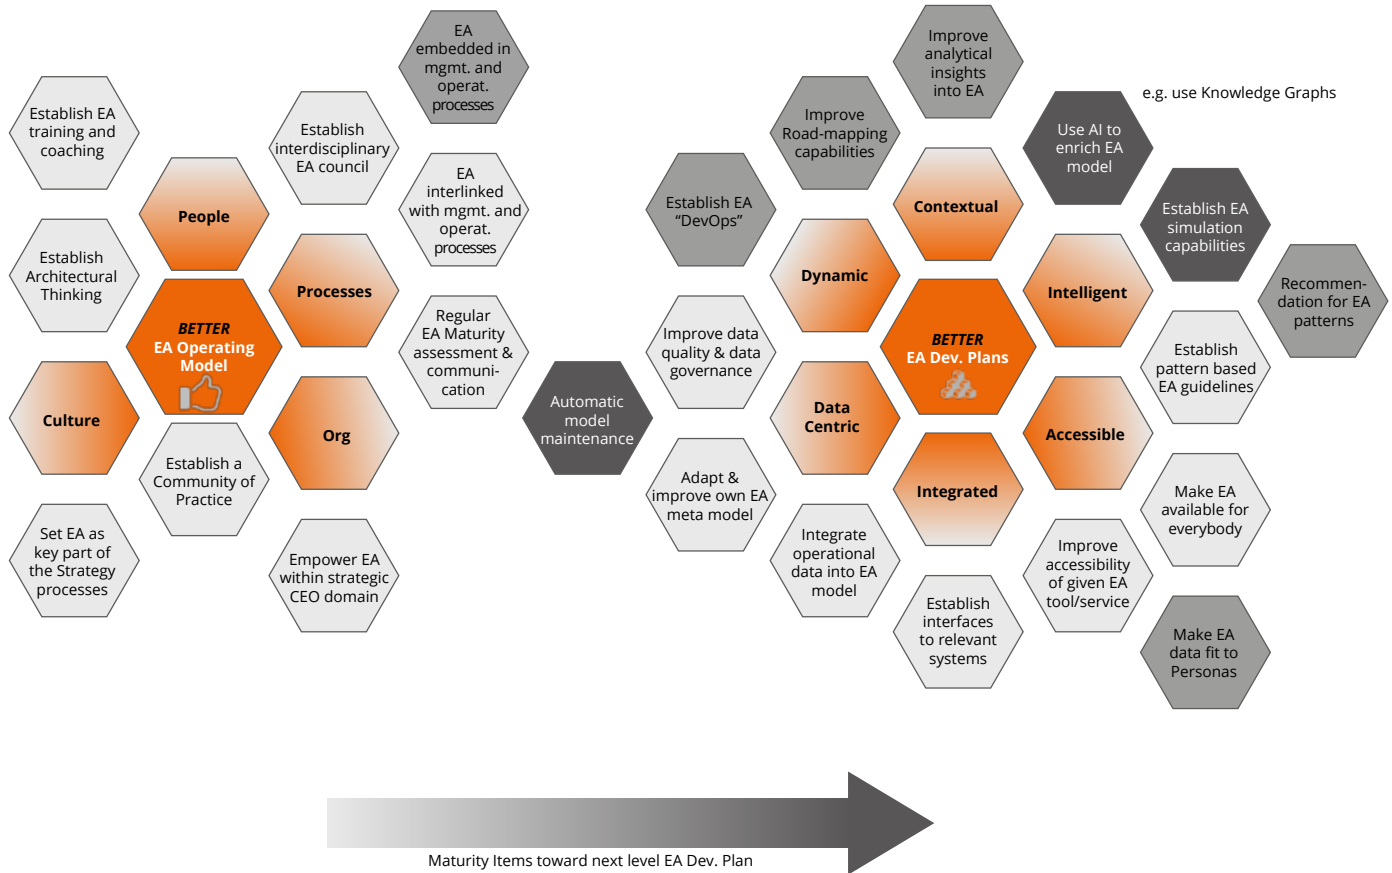 EA
embedded in
mgmt. and
operat.
processes
Establish EA
training and
coaching
Establish
interdisciplinary
EA council
People
EA
interlinked
with mgmt. and
operat.
processes
Establish
Architectural
Thinking
Processes
BETTER
EA Operating
Model
Regular
EA Maturity
assessment &
communi-
cation
Culture
Org
Establish a
Community of
Practice
Set EA as
key part of
the Strategy
processes
Empower EA
within strategic
CEO domain
Improve
analytical
insights
into EA
e.g. use Knowledge Graphs
Improve
Road-mapping
capabilities
Use AI to
enrich EA
model
Establish EA
“DevOps”
Contextual
Establish EA
simulation
capabilities
Dynamic
Intelligent
Recommen-
dation for EA
patterns
Improve data
quality & data
governance
BETTER
EA Dev. Plans
Establish
pattern based
EA guidelines
Automatic
model
maintenance
Data
Centric
Accessible
Adapt &
improve own EA
meta model
Integrated
Make EA
available for
everybody
Integrate
operational
data into EA
model
Improve
accessibility
of given EA
tool/service
Establish
interfaces
to relevant
systems
Make EA
data fit to
Personas
Maturity Items toward next level EA Dev. Plan